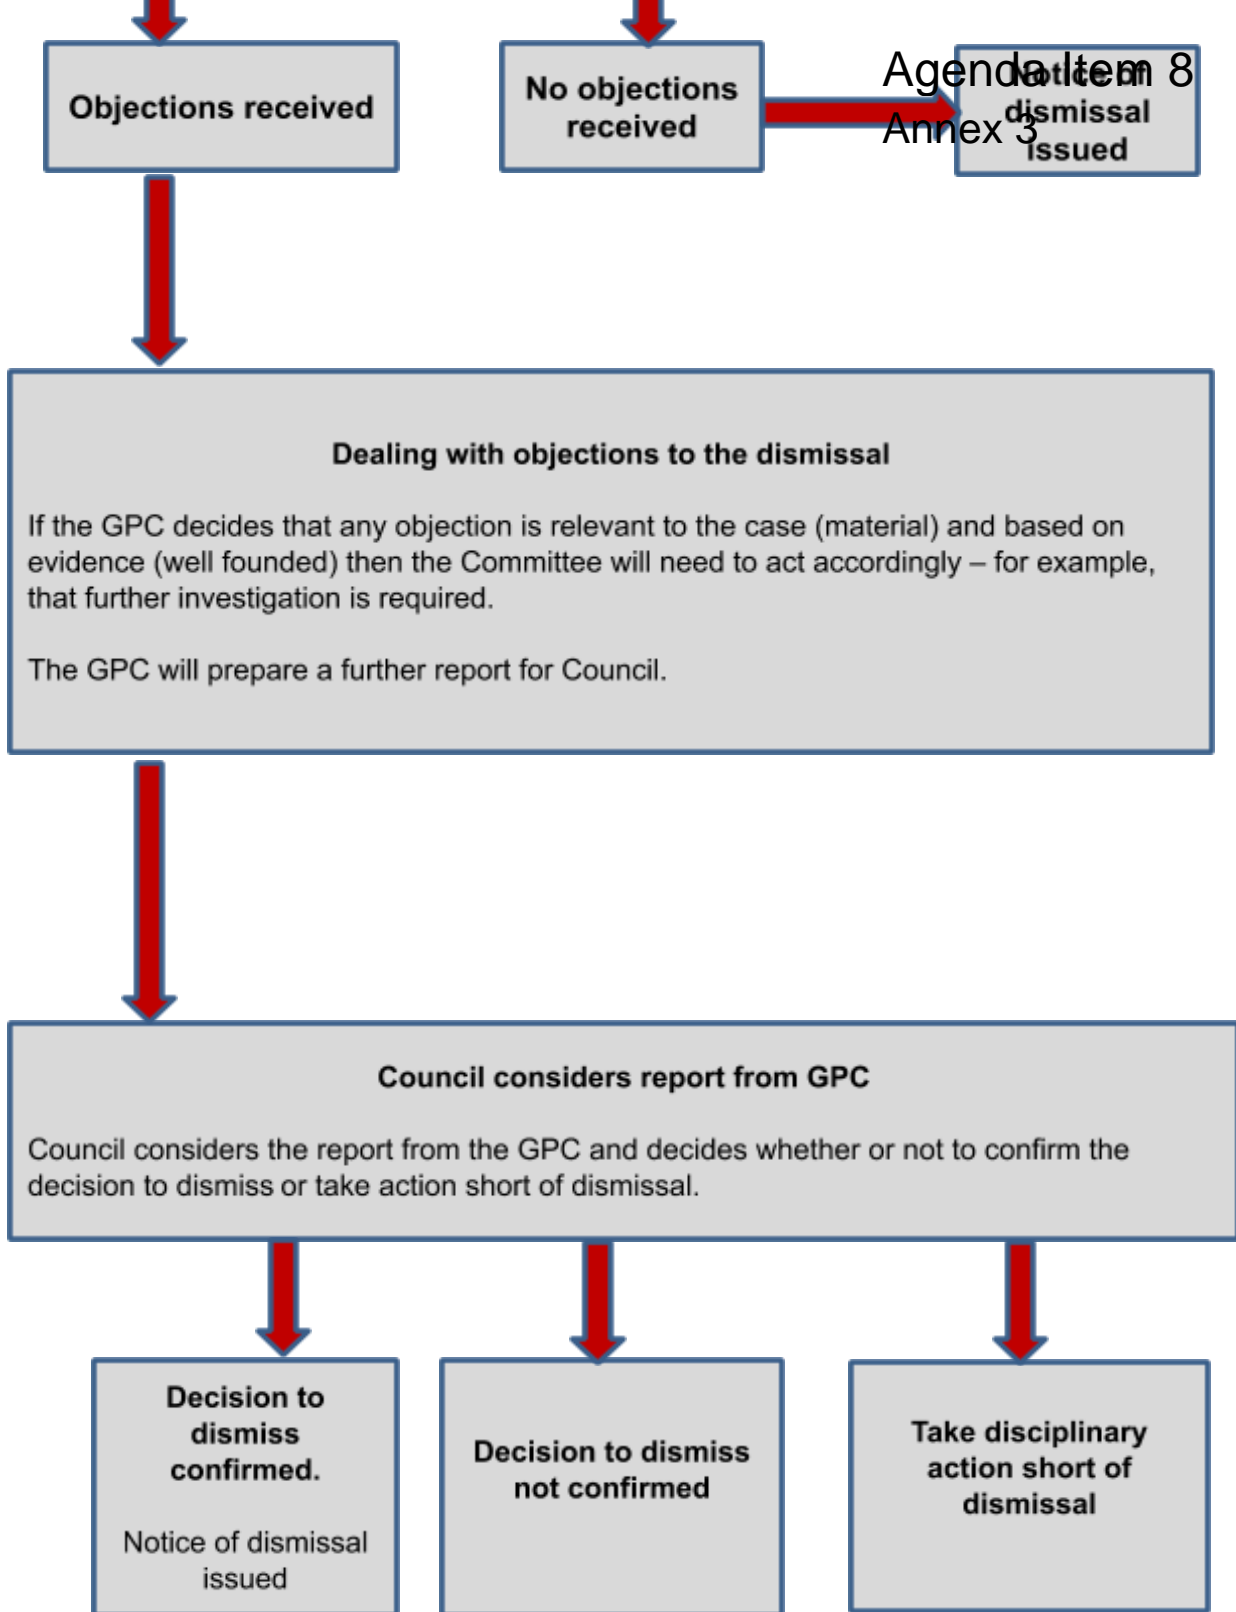 Agenda Item 8
Annex 3
Objections received
No objections
received
Notice of
dismissal
issued
Dealing with objections to the dismissal
If the GPC decides that any objection is relevant to the case (material) and based on
evidence (well founded) then the Committee will need to act accordingly – for example,
that further investigation is required.
The GPC will prepare a further report for Council.
Council considers report from GPC
Council considers the report from the GPC and decides whether or not to confirm the
decision to dismiss or take action short of dismissal.
Decision to
dismiss
confirmed.
Notice of dismissal
issued
Decision to dismiss
not confirmed
Take disciplinary
action short of
dismissal